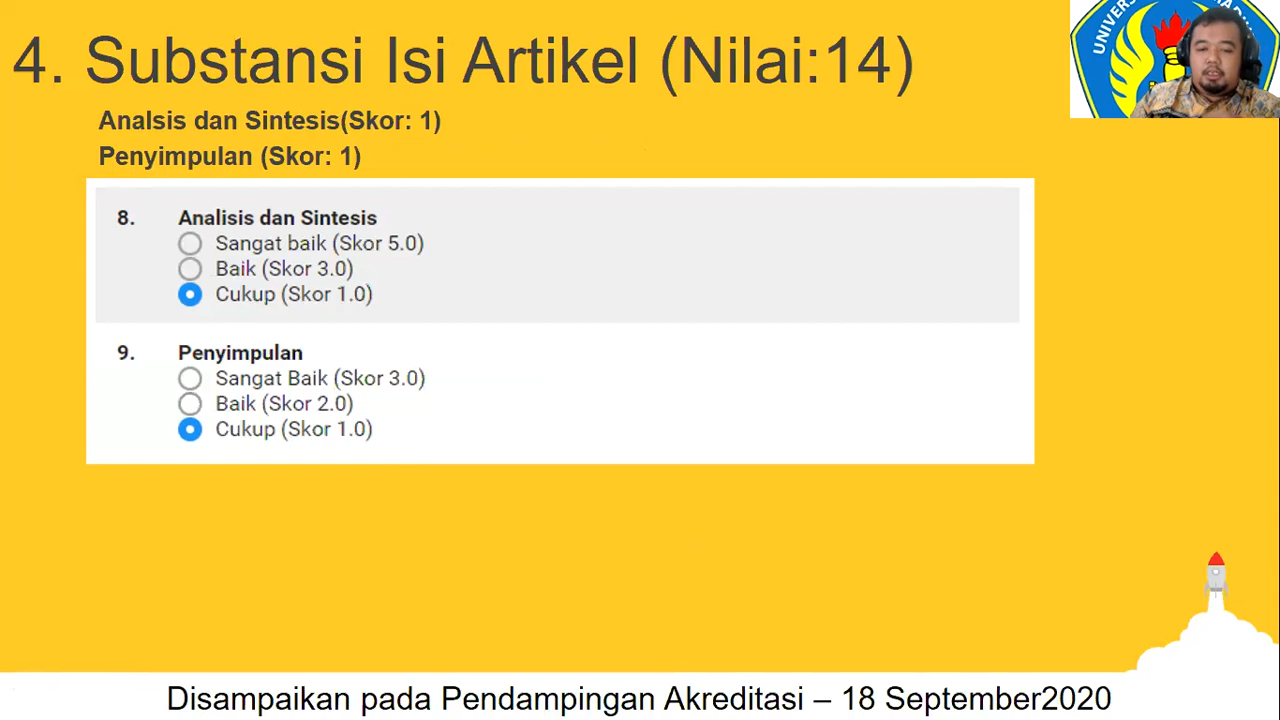 4. Substansi Isi Artikel (Nilai:14)
Analsis dan Sintesis(Skor: 1)
Penyimpulan (Skor: 1)
8. Analisis dan Sintesis
Sangat baik (Skor 5.0)
Baik (Skor 3.0)
Cukup (Skor 1.0)
9. Penyimpulan
Sangat Baik (Skor 3.0)
Baik (Skor 2.0)
Cukup (Skor 1.0)
Disampaikan pada Pendampingan Akreditasi – 18 September2020